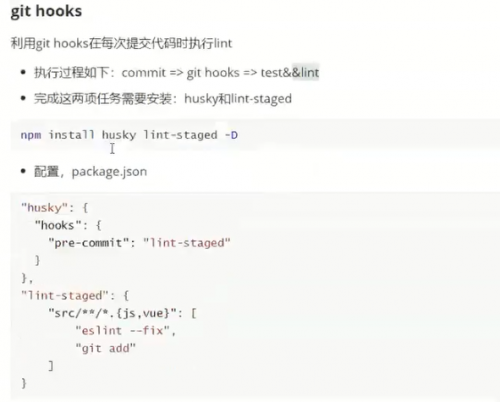 git hooks
利用git hooks在每次提交代码时执行lint
执行过程如下：commit => git hooks => test&&lint
完成这两项任务需要安装：husky和lint-staged
npm install husky lint-staged -D
配置，package.json
"husky": {
"hooks": {
"pre-commit": "lint-staged"
}
},
"lint-staged": {
"src/**/*.{js,vue}": [
"eslint --fix",
"git add"
]
}